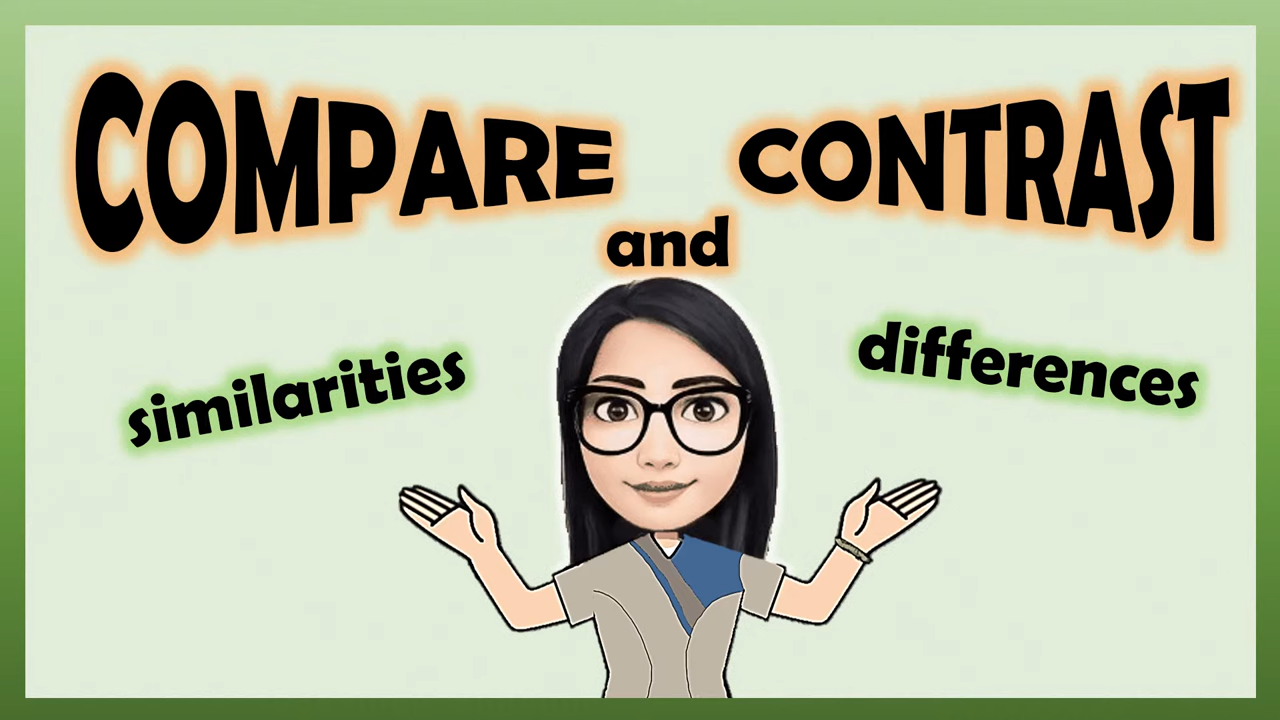 COMPARE
and
CONTRAST
similarities
differences